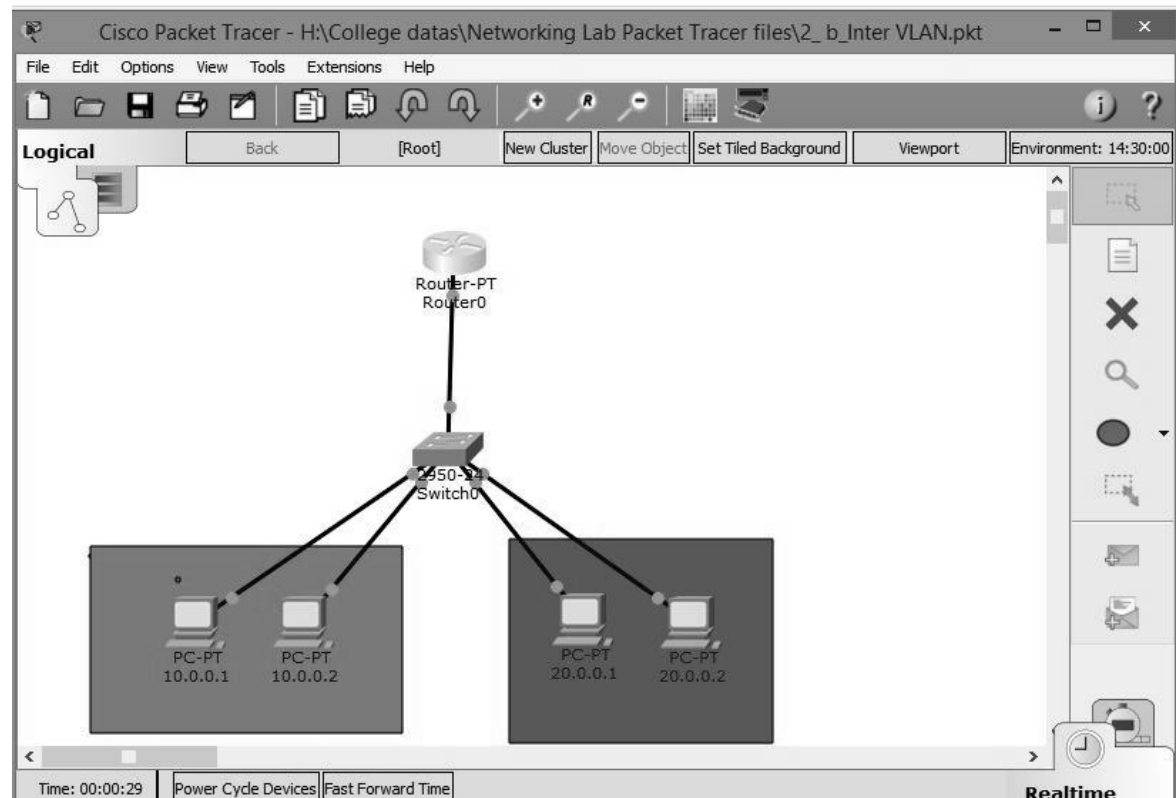 Cisco Packet Tracer - H:\College datas\Networking Lab Packet Tracer files\2_ b_Inter VLAN.pkt
File Edit Options View Tools Extensions Help
i ?
Logical Back [Root] New Cluster Move Object Set Tiled Background Viewport Environment: 14:30:00
Router-PT
Router0
2950-24
Switch0
PC-PT
10.0.0.1
PC-PT
10.0.0.2
PC-PT
20.0.0.1
PC-PT
20.0.0.2
Time: 00:00:29 Power Cycle Devices Fast Forward Time Realtime